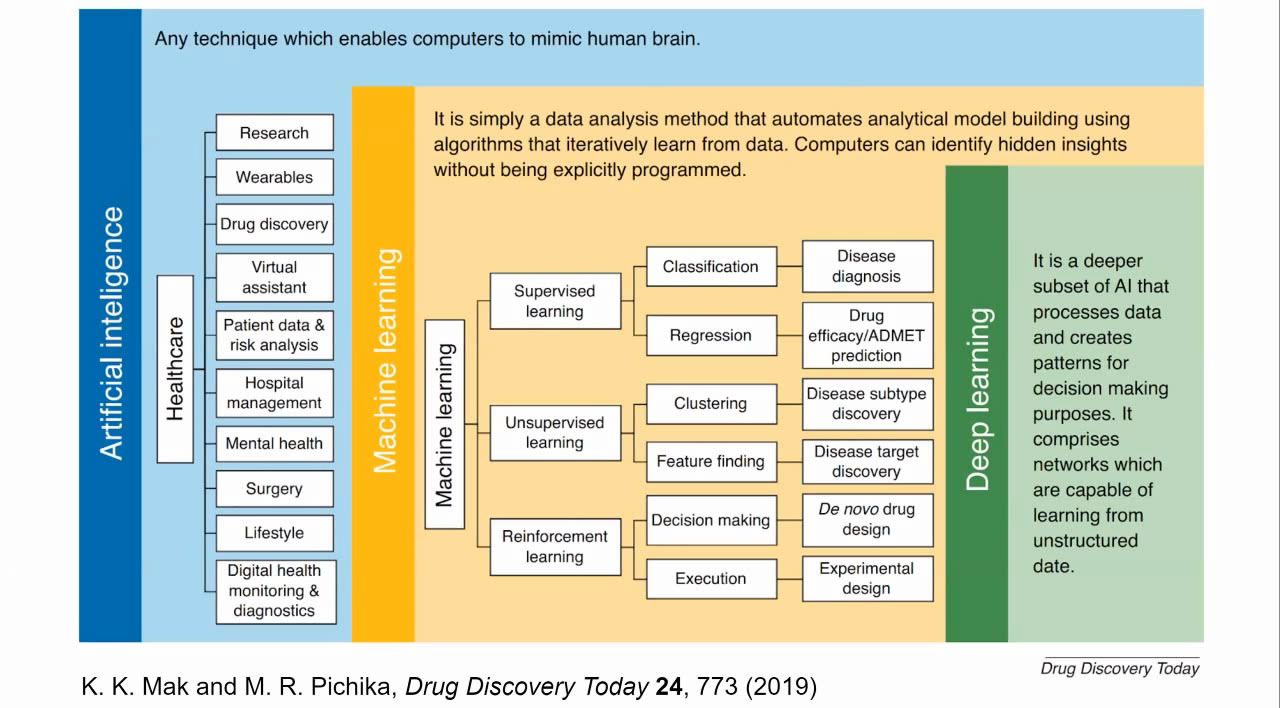 Artificial inteligence
Any technique which enables computers to mimic human brain.
Healthcare
Research
Wearables
Drug discovery
Virtual
assistant
Patient data &
risk analysis
Hospital
management
Mental health
Surgery
Lifestyle
Digital health
monitoring &
diagnostics
Machine learning
It is simply a data analysis method that automates analytical model building using
algorithms that iteratively learn from data. Computers can identify hidden insights
without being explicitly programmed.
Machine learning
Supervised
learning
Classification
Disease
diagnosis
Regression
Drug
efficacy/ADMET
prediction
Unsupervised
learning
Clustering
Disease subtype
discovery
Feature finding
Disease target
discovery
Reinforcement
learning
Decision making
De novo drug
design
Execution
Experimental
design
Deep learning
It is a deeper
subset of AI that
processes data
and creates
patterns for
decision making
purposes. It
comprises
networks which
are capable of
learning from
unstructured
date.
Drug Discovery Today
K. K. Mak and M. R. Pichika, Drug Discovery Today 24, 773 (2019)